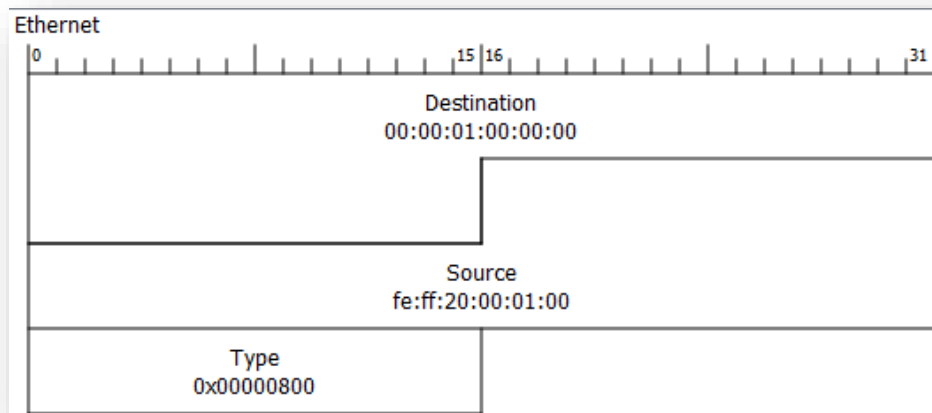 Ethernet
0 15 16 31
Destination
00:00:01:00:00:00
Source
fe:ff:20:00:01:00
Type
0x00000800